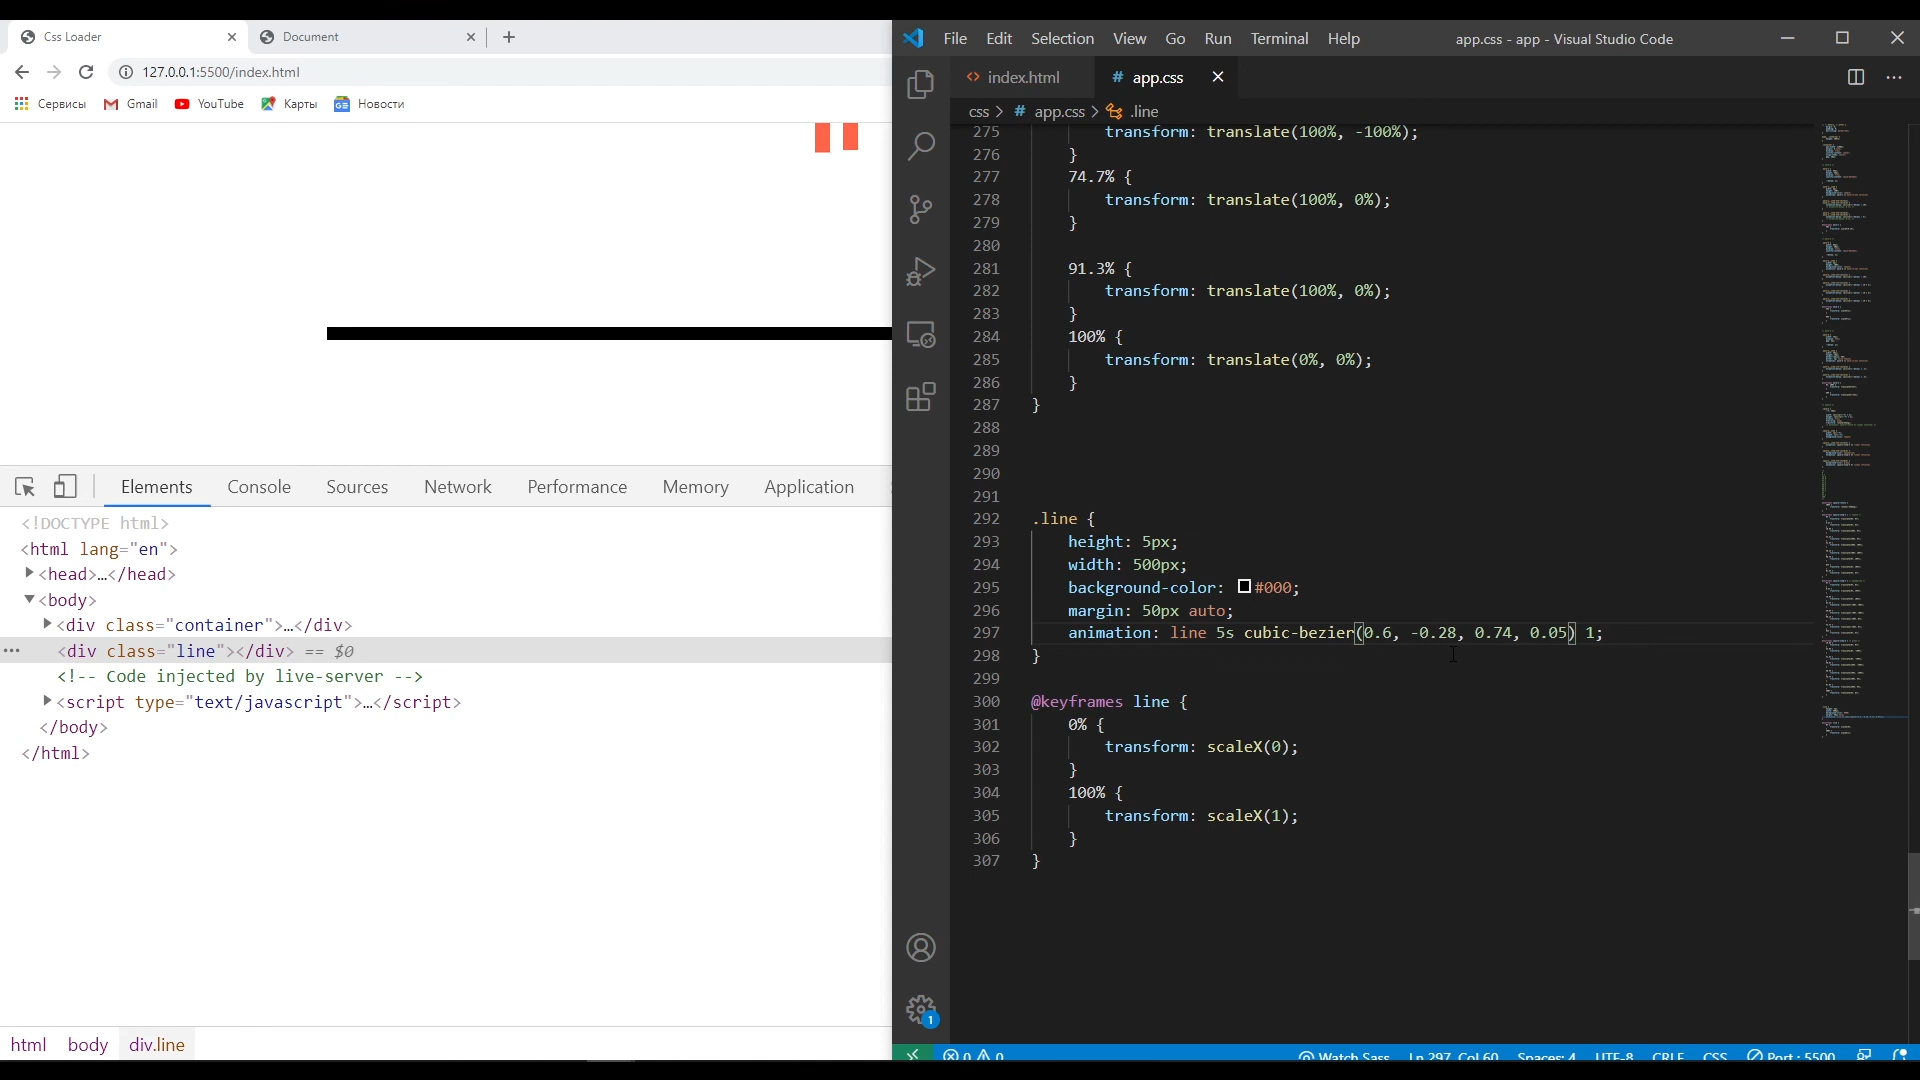 Css Loader
Document
127.0.0.1:5500/index.html
Сервисы
Gmail
YouTube
Карты
Новости
Elements
Console
Sources
Network
Performance
Memory
Application
<!DOCTYPE html>
<html lang="en">
<head>…</head>
<body>
<div class="container">…</div>
<div class="line"></div> == $0
<!-- Code injected by live-server -->
<script type="text/javascript">…</script>
</body>
</html>
html body div.line
File Edit Selection View Go Run Terminal Help
app.css - app - Visual Studio Code
index.html
# app.css
css > # app.css > .line
275 transform: translate(100%, -100%);
276 }
277 74.7% {
278 transform: translate(100%, 0%);
279 }
280
281 91.3% {
282 transform: translate(100%, 0%);
283 }
284 100% {
285 transform: translate(0%, 0%);
286 }
287 }
288
289
290
291
292 .line {
293 height: 5px;
294 width: 500px;
295 background-color: #000;
296 margin: 50px auto;
297 animation: line 5s cubic-bezier(0.6, -0.28, 0.74, 0.05) 1;
298 }
299
300 @keyframes line {
301 0% {
302 transform: scaleX(0);
303 }
304 100% {
305 transform: scaleX(1);
306 }
307 }
1
0 0
Watch Sass
Ln 297, Col 60
Spaces: 4
UTF-8
CRLF
CSS
Port : 5500